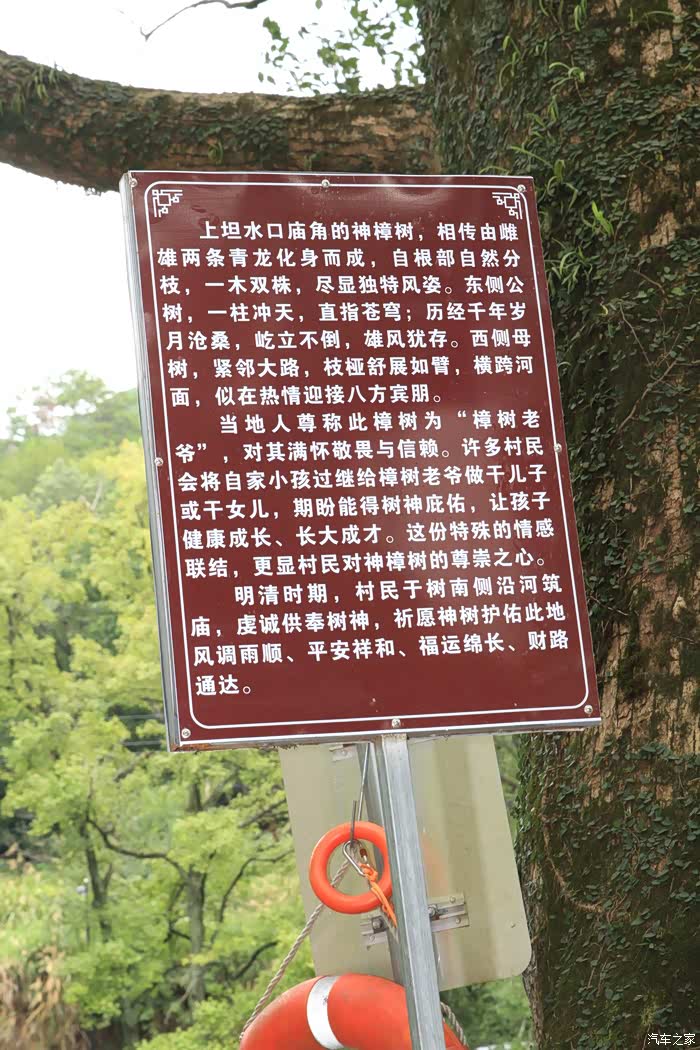 上坦水口庙角的神樟树，相传由雌
雄两条青龙化身而成，自根部自然分
枝，一木双株，尽显独特风姿。东侧公
树，一柱冲天，直指苍穹；历经千年岁
月沧桑，屹立不倒，雄风犹存。西侧母
树，紧邻大路，枝桠舒展如臂，横跨河
面，似在热情迎接八方宾朋。
当地人尊称此樟树为“樟树老
爷”，对其满怀敬畏与信赖。许多村民
会将自家小孩过继给樟树老爷做干儿子
或干女儿，期盼能得树神庇佑，让孩子
健康成长、长大成才。这份特殊的情感
联结，更显村民对神樟树的尊崇之心。
明清时期，村民于树南侧沿河筑
庙，虔诚供奉树神，祈愿神树护佑此地
风调雨顺、平安祥和、福运绵长、财路
通达。
汽车之家